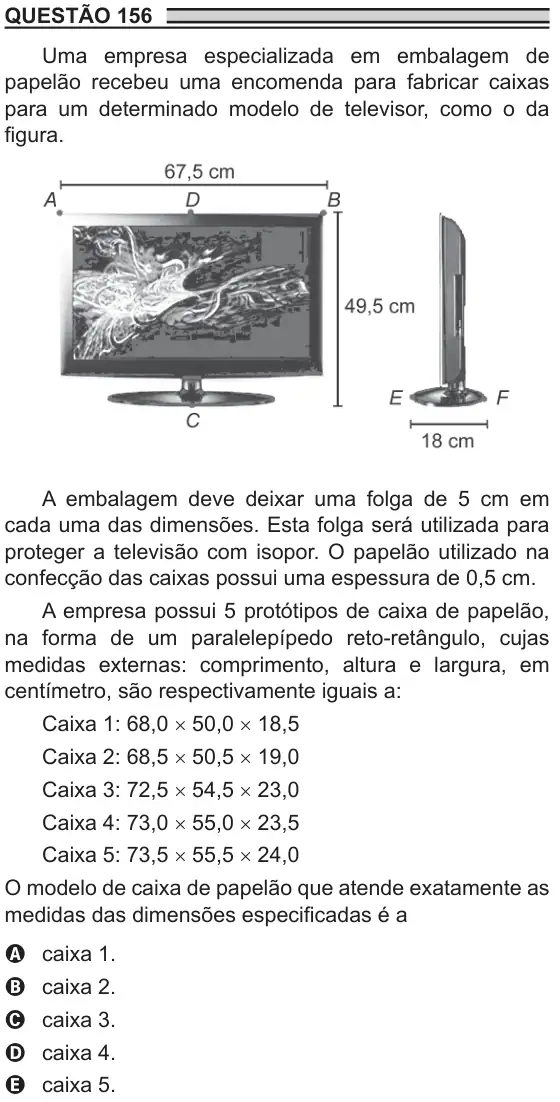 QUESTÃO 156
Uma empresa especializada em embalagem de
papelão recebeu uma encomenda para fabricar caixas
para um determinado modelo de televisor, como o da
figura.
67,5 cm
A D B
49,5 cm
E F
C
18 cm
A embalagem deve deixar uma folga de 5 cm em
cada uma das dimensões. Esta folga será utilizada para
proteger a televisão com isopor. O papelão utilizado na
confecção das caixas possui uma espessura de 0,5 cm.
A empresa possui 5 protótipos de caixa de papelão,
na forma de um paralelepípedo reto-retângulo, cujas
medidas externas: comprimento, altura e largura, em
centímetro, são respectivamente iguais a:
Caixa 1: 68,0 × 50,0 × 18,5
Caixa 2: 68,5 × 50,5 × 19,0
Caixa 3: 72,5 × 54,5 × 23,0
Caixa 4: 73,0 × 55,0 × 23,5
Caixa 5: 73,5 × 55,5 × 24,0
O modelo de caixa de papelão que atende exatamente as
medidas das dimensões especificadas é a
A caixa 1.
B caixa 2.
C caixa 3.
D caixa 4.
E caixa 5.